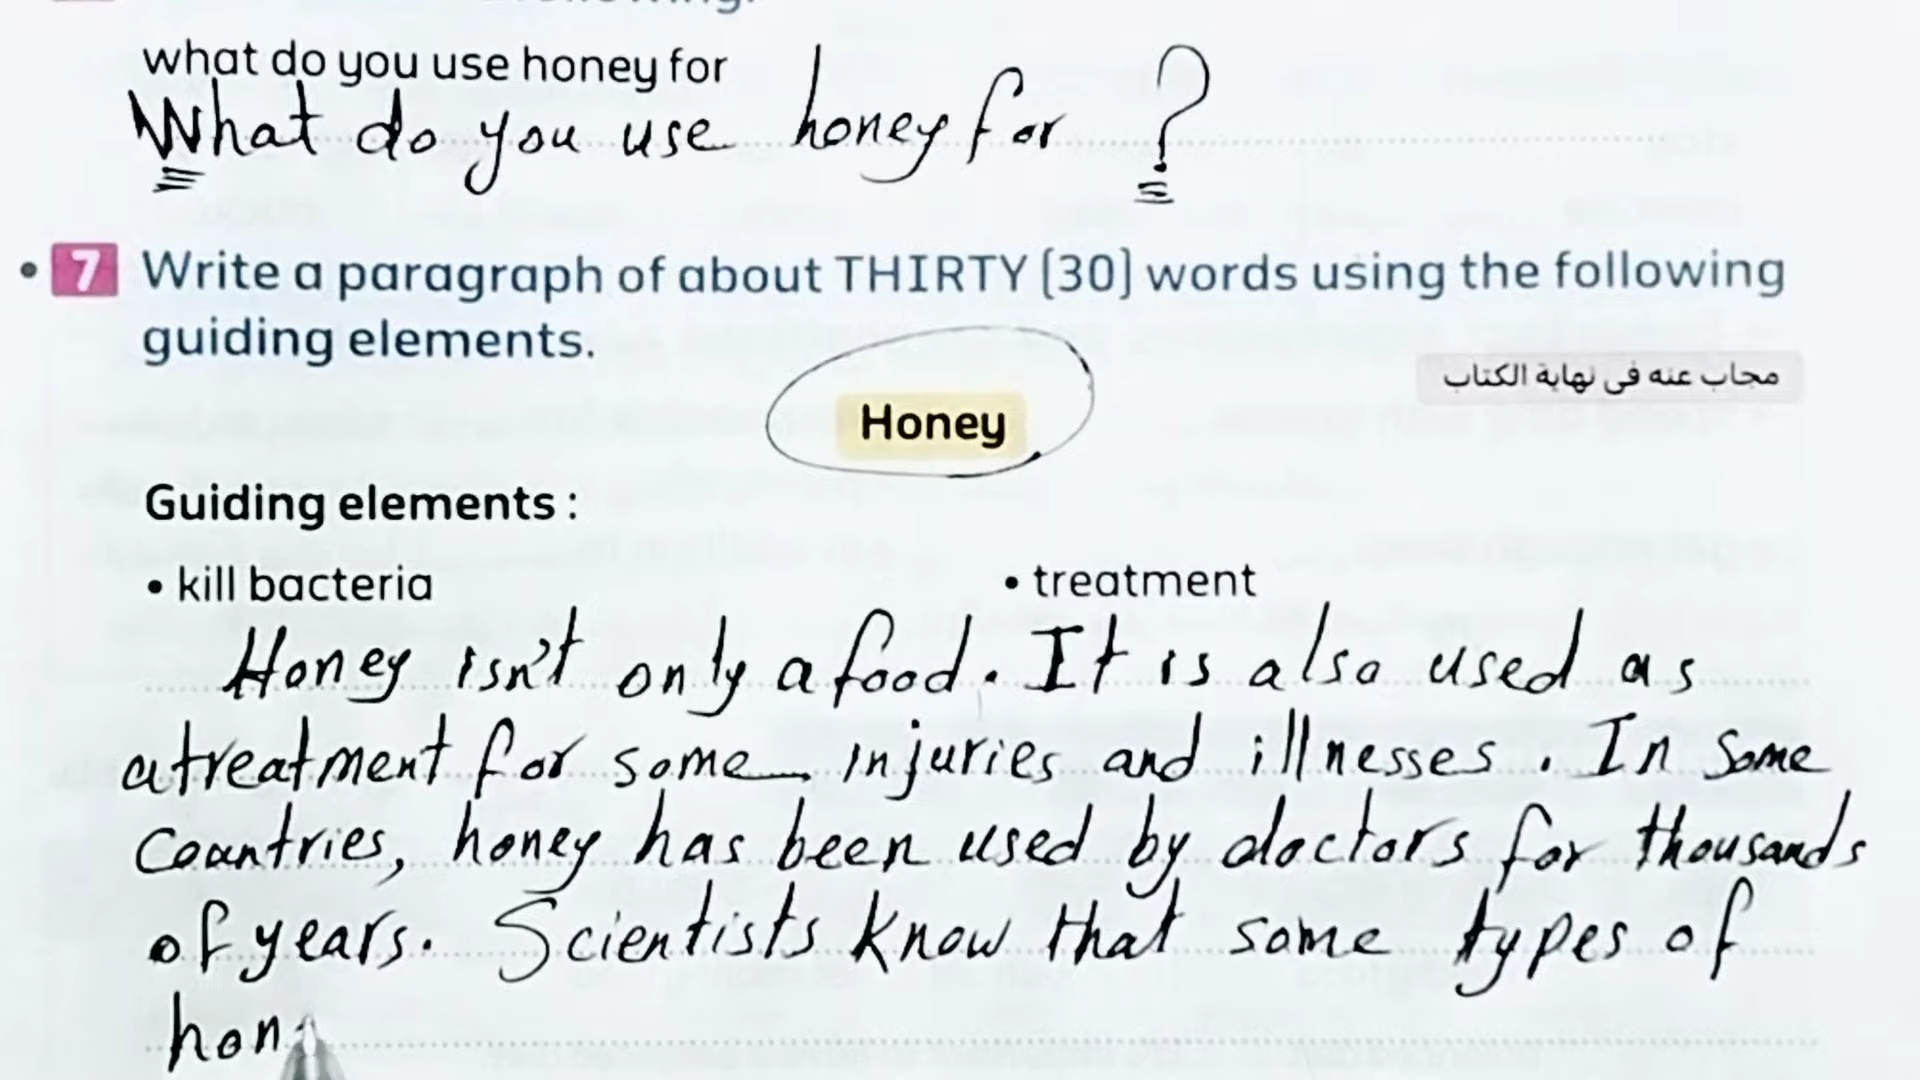 following.
what do you use honey for
What do you use honey for ?
• 7 Write a paragraph of about THIRTY (30) words using the following
guiding elements.
Honey
مجاب عنه فى نهاية الكتاب
Guiding elements :
• kill bacteria • treatment
Honey isn't only a food. It is also used as
a treatment for some injuries and illnesses. In some
countries, honey has been used by doctors for thousands
of years. Scientists know that some types of
hon